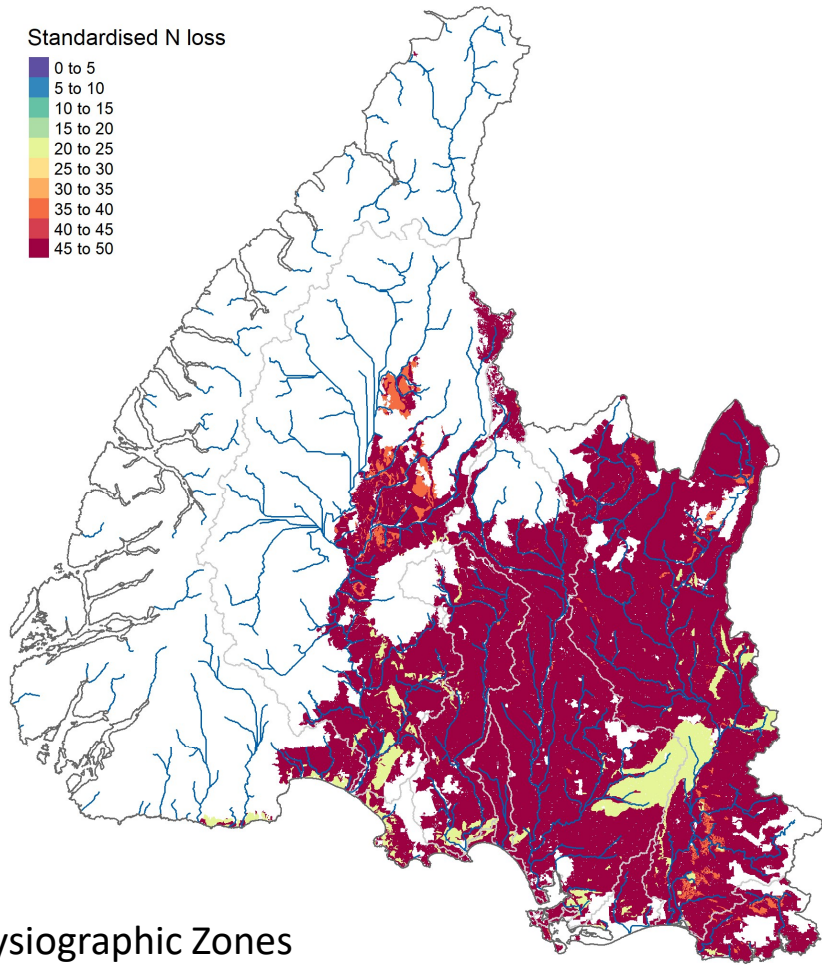 Standardised N loss
0 to 5
5 to 10
10 to 15
15 to 20
20 to 25
25 to 30
30 to 35
35 to 40
40 to 45
45 to 50
ysiographic Zones